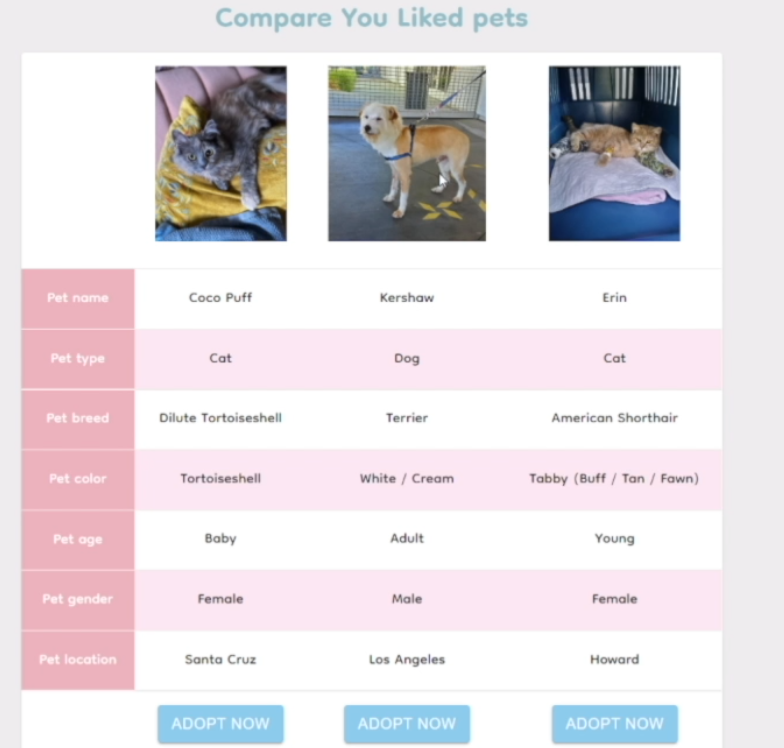 Compare You Liked pets
Pet name Coco Puff Kershaw Erin
Pet type Cat Dog Cat
Pet breed Dilute Tortoiseshell Terrier American Shorthair
Pet color Tortoiseshell White / Cream Tabby (Buff / Tan / Fawn)
Pet age Baby Adult Young
Pet gender Female Male Female
Pet location Santa Cruz Los Angeles Howard
ADOPT NOW ADOPT NOW ADOPT NOW